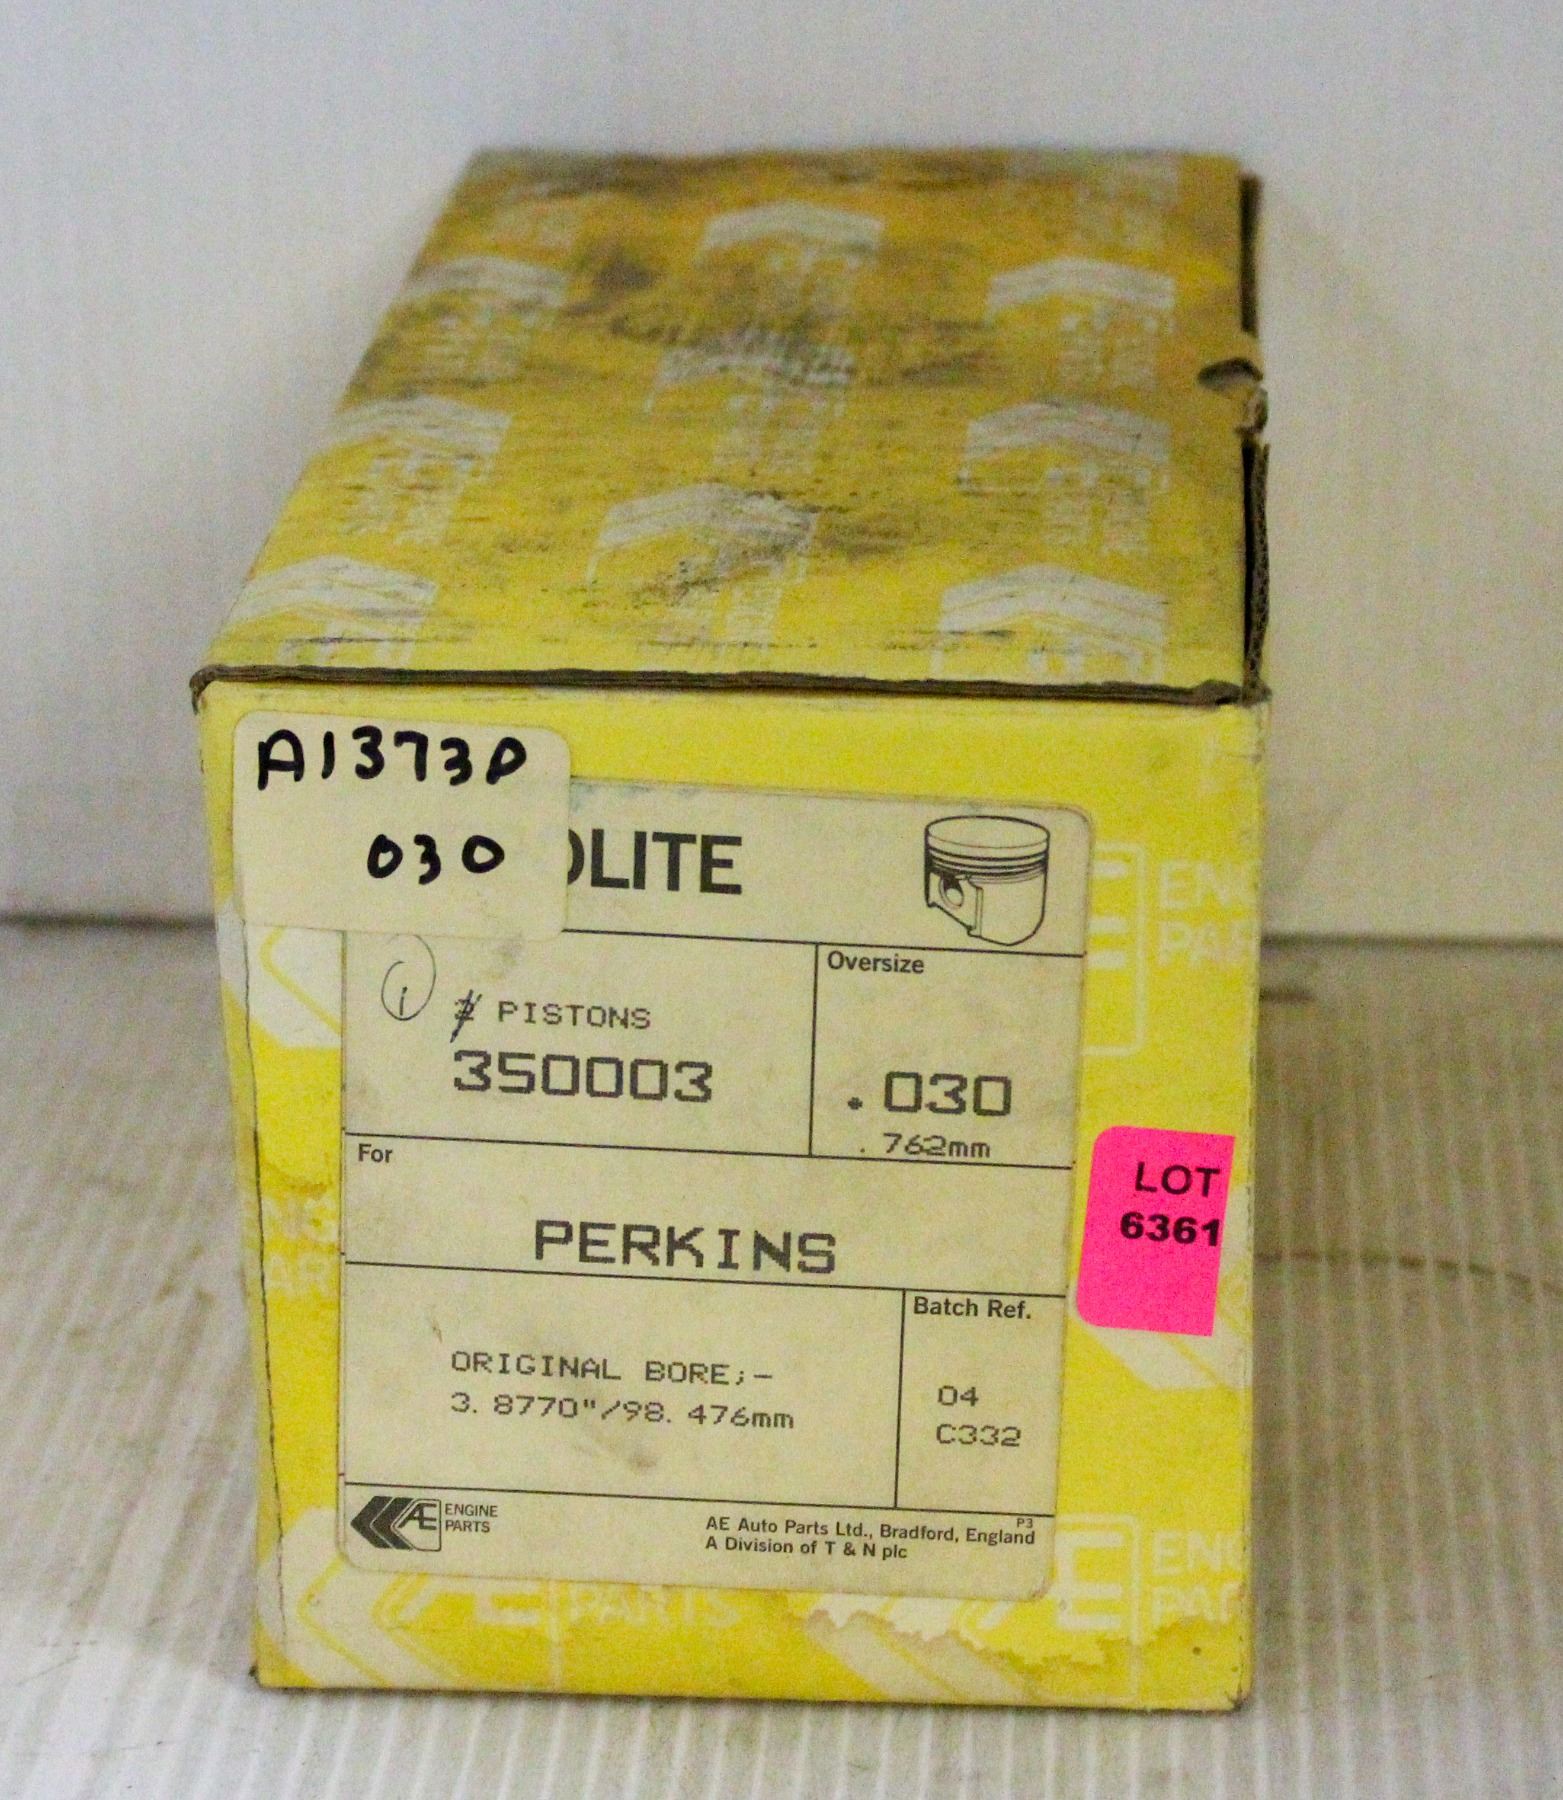 A1373P
030
OLITE
1
PISTONS
350003
Oversize
.030
.762mm
For
PERKINS
ORIGINAL BORE;-
3.8770"/98.476mm
Batch Ref.
04
C332
LOT
6361
AE ENGINE
PARTS
P3
AE Auto Parts Ltd., Bradford, England
A Division of T & N plc
PARTS